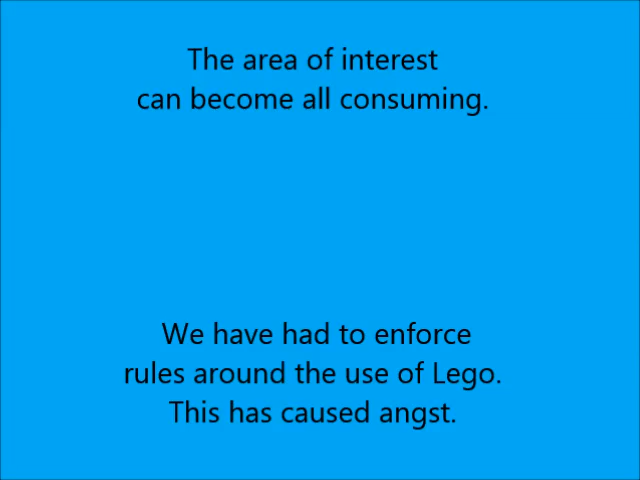 The area of interest
can become all consuming.
We have had to enforce
rules around the use of Lego.
This has caused angst.